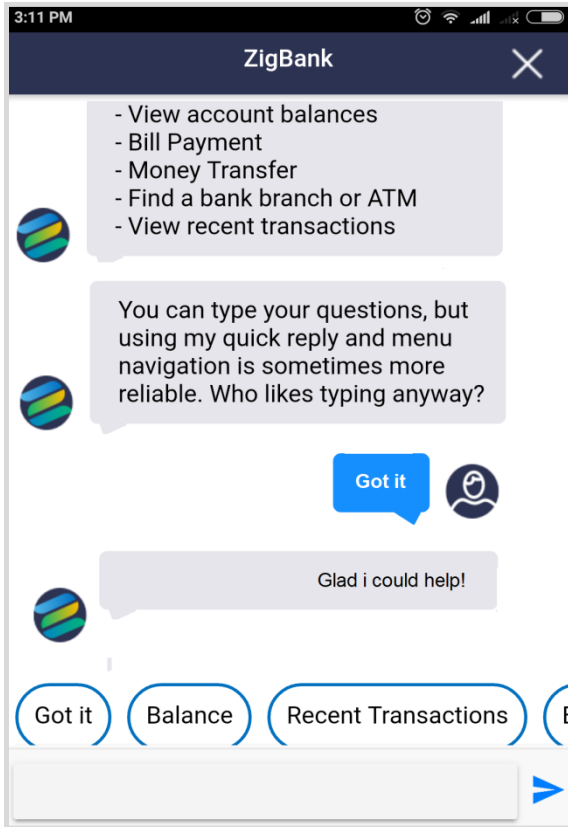 3:11 PM
ZigBank
- View account balances
- Bill Payment
- Money Transfer
- Find a bank branch or ATM
- View recent transactions
You can type your questions, but
using my quick reply and menu
navigation is sometimes more
reliable. Who likes typing anyway?
Got it
Glad i could help!
Got it
Balance
Recent Transactions